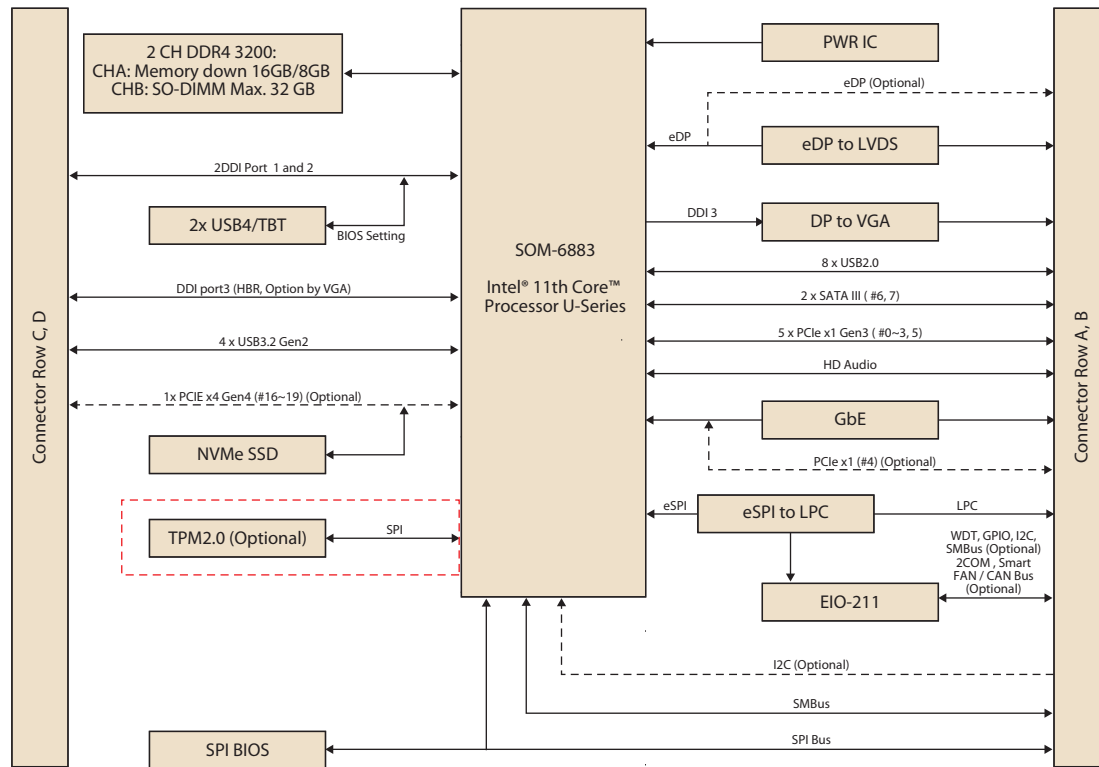 2 CH DDR4 3200:
CHA: Memory down 16GB/8GB
CHB: SO-DIMM Max. 32 GB
PWR IC
eDP (Optional)
eDP
eDP to LVDS
2DDI Port 1 and 2
2x USB4/TBT
BIOS Setting
DDI 3
DP to VGA
SOM-6883
Intel® 11th Core™
Processor U-Series
8 x USB2.0
DDI port3 (HBR, Option by VGA)
2 x SATA III ( #6, 7)
4 x USB3.2 Gen2
5 x PCIe x1 Gen3 ( #0~3, 5)
HD Audio
1x PCIE x4 Gen4 (#16~19) (Optional)
NVMe SSD
GbE
PCIe x1 (#4) (Optional)
Connector Row C, D
Connector Row A, B
TPM2.0 (Optional)
SPI
eSPI
eSPI to LPC
LPC
WDT, GPIO, I2C,
SMBus (Optional)
2COM , Smart
FAN / CAN Bus
(Optional)
EIO-211
I2C (Optional)
SMBus
SPI BIOS
SPI Bus